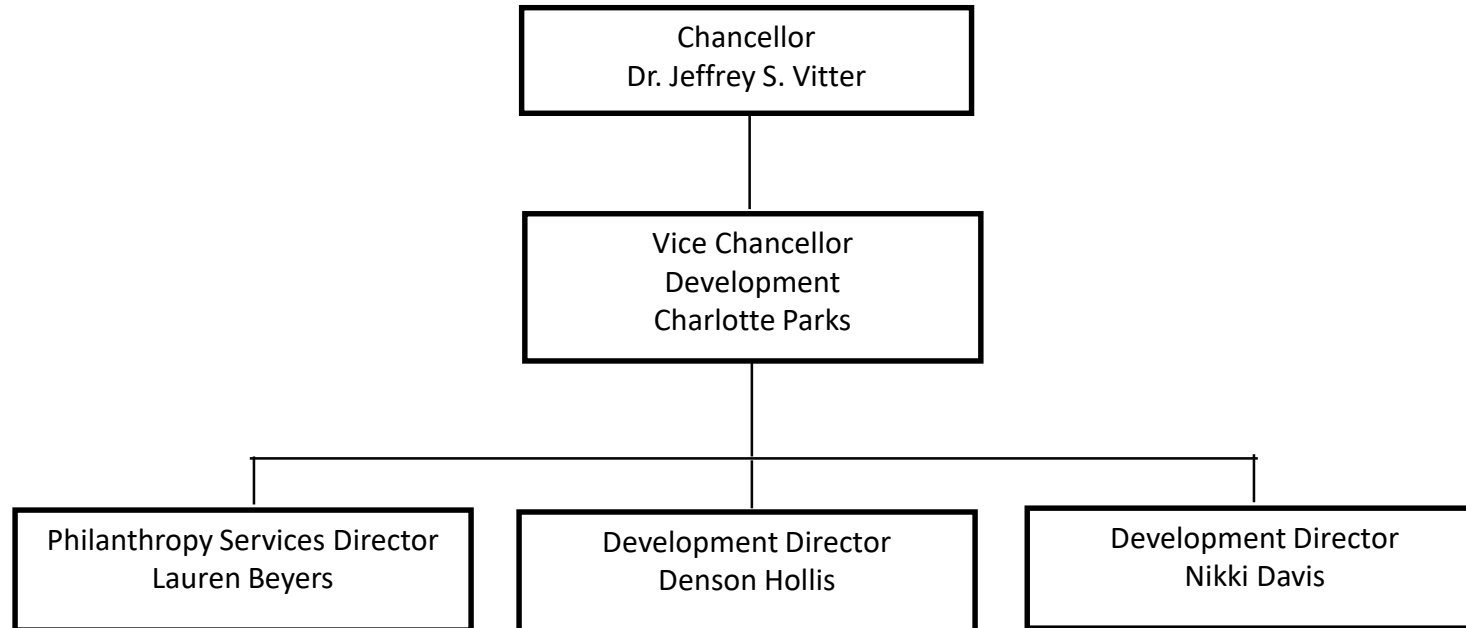 Chancellor
Dr. Jeffrey S. Vitter
Vice Chancellor
Development
Charlotte Parks
Philanthropy Services Director
Lauren Beyers
Development Director
Denson Hollis
Development Director
Nikki Davis